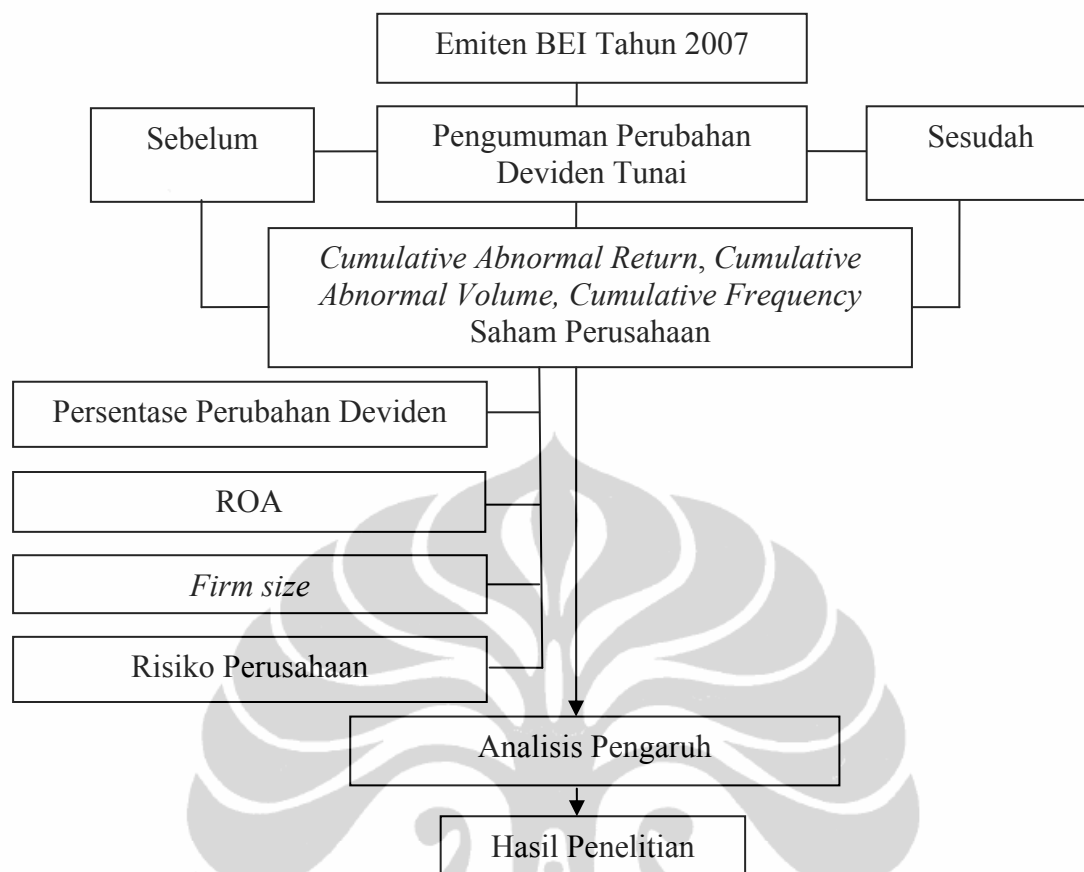 Emiten BEI Tahun 2007
Sebelum
Pengumuman Perubahan
Deviden Tunai
Sesudah
Cumulative Abnormal Return, Cumulative
Abnormal Volume, Cumulative Frequency
Saham Perusahaan
Persentase Perubahan Deviden
ROA
Firm size
Risiko Perusahaan
Analisis Pengaruh
Hasil Penelitian